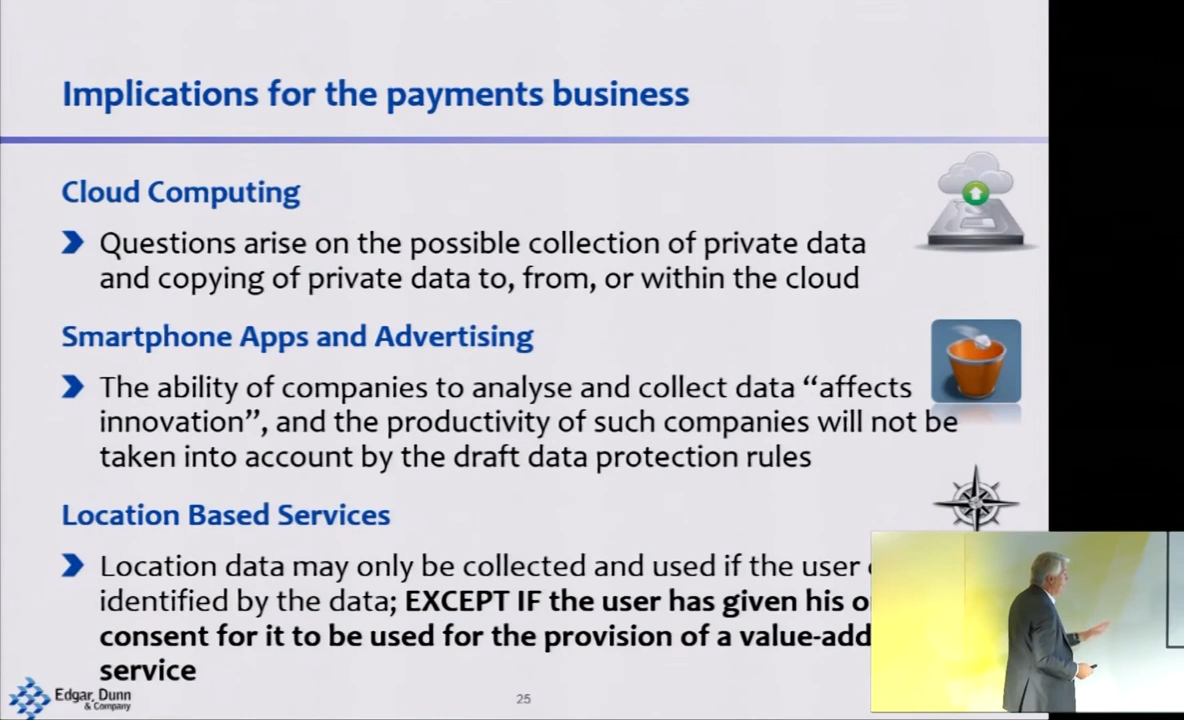 Implications for the payments business
Cloud Computing
Questions arise on the possible collection of private data
and copying of private data to, from, or within the cloud
Smartphone Apps and Advertising
The ability of companies to analyse and collect data “affects
innovation”, and the productivity of such companies will not be
taken into account by the draft data protection rules
Location Based Services
Location data may only be collected and used if the user
identified by the data; EXCEPT IF the user has given his
consent for it to be used for the provision of a
service
Edgar, Dunn
& Company
25